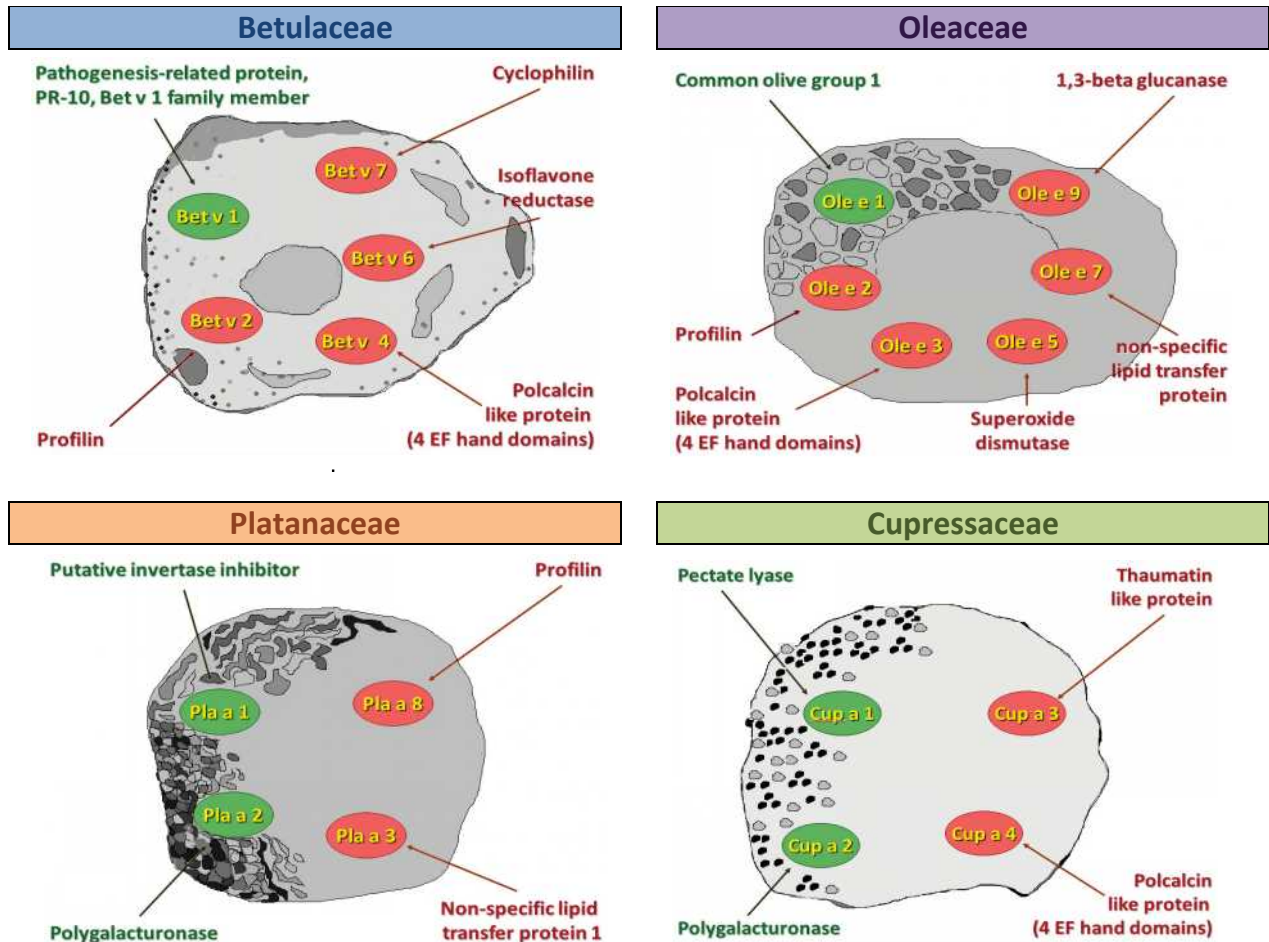 Betulaceae
Pathogenesis-related protein,
PR-10, Bet v 1 family member
Cyclophilin
Bet v 7
Isoflavone
reductase
Bet v 1
Bet v 6
Bet v 2
Bet v 4
Profilin
Polcalcin
like protein
(4 EF hand domains)
.
Oleaceae
Common olive group 1
1,3-beta glucanase
Ole e 1
Ole e 9
Ole e 7
Ole e 2
Profilin
Ole e 3
Ole e 5
non-specific
lipid transfer
protein
Polcalcin
like protein
(4 EF hand domains)
Superoxide
dismutase
Platanaceae
Putative invertase inhibitor
Profilin
Pla a 1
Pla a 8
Pla a 2
Pla a 3
Polygalacturonase
Non-specific lipid
transfer protein 1
Cupressaceae
Pectate lyase
Thaumatin
like protein
Cup a 1
Cup a 3
Cup a 2
Cup a 4
Polygalacturonase
Polcalcin
like protein
(4 EF hand domains)